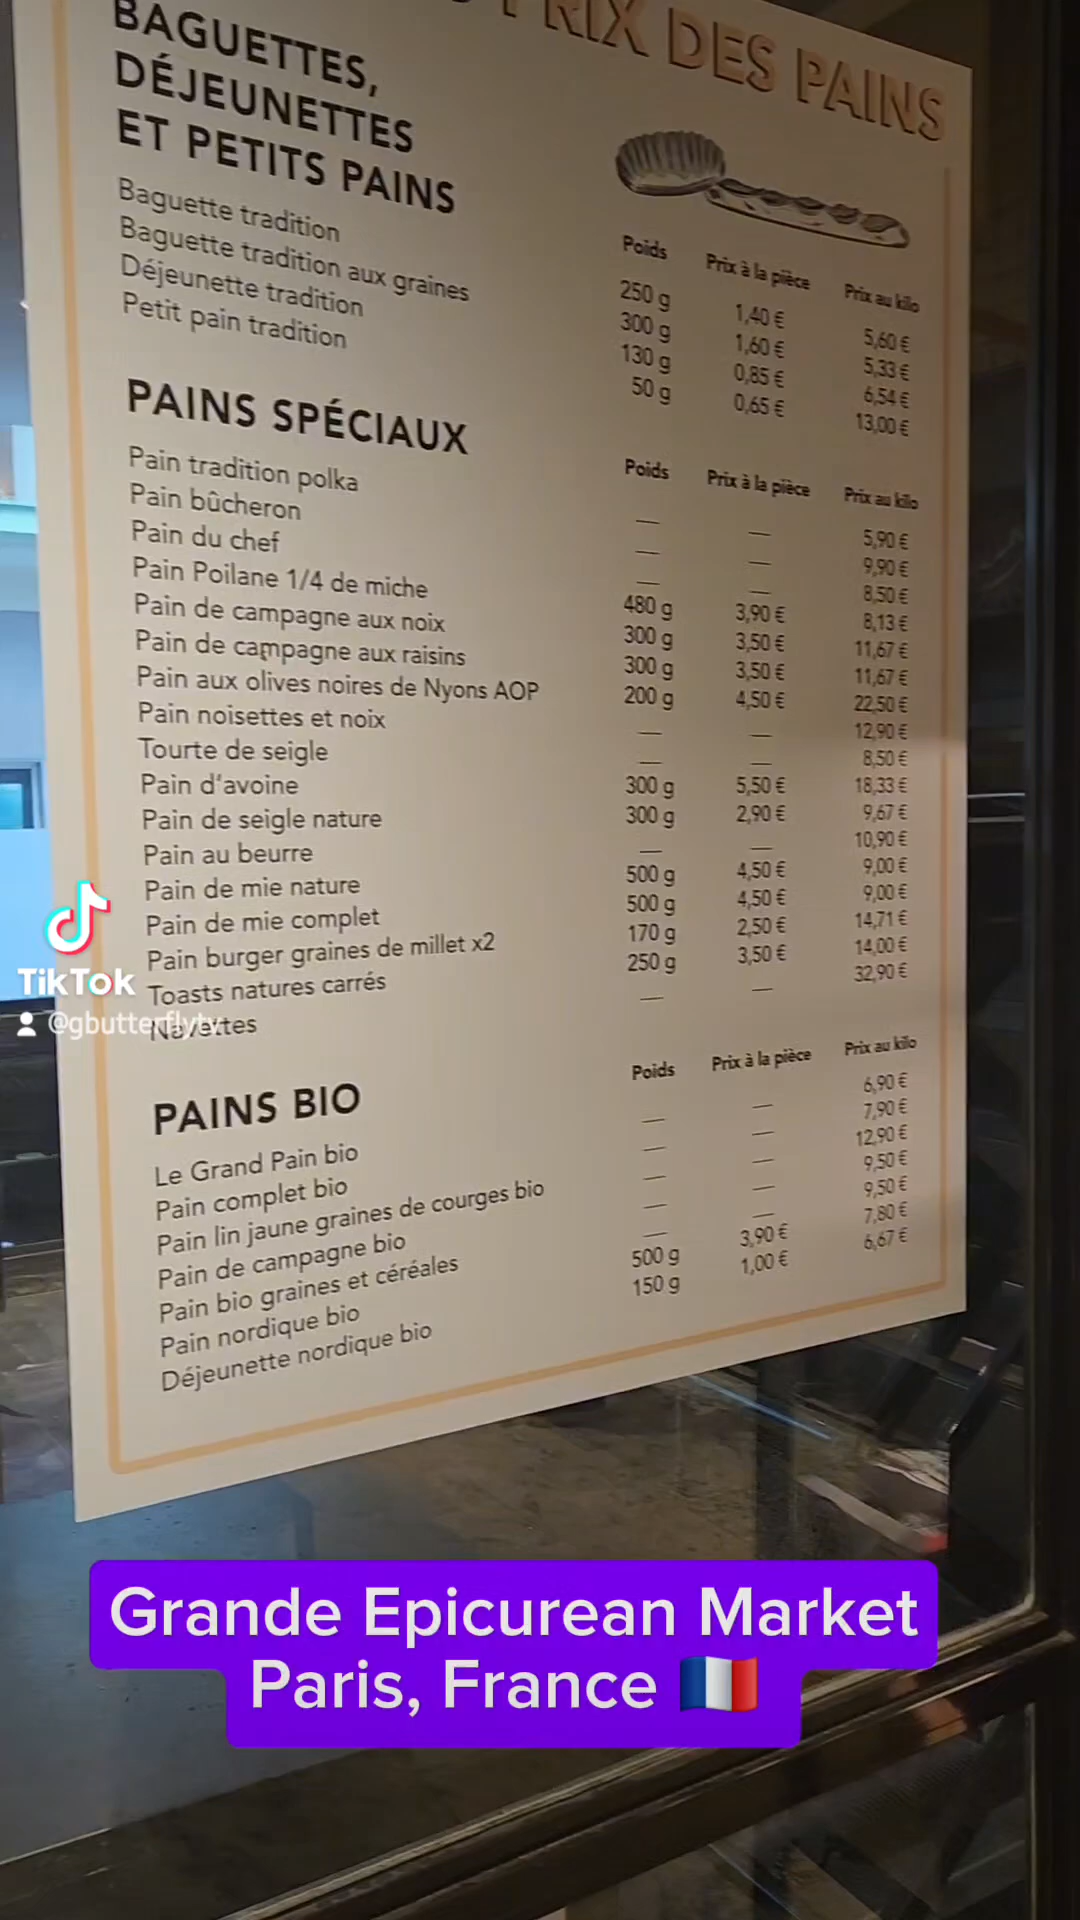 PRIX DES PAINS
BAGUETTES,
DÉJEUNETTES
ET PETITS PAINS
Poids Prix à la pièce Prix au kilo
Baguette tradition 250 g 1,40 € 5,60 €
Baguette tradition aux graines 300 g 1,60 € 5,33 €
Déjeunette tradition 130 g 0,85 € 6,54 €
Petit pain tradition 50 g 0,65 € 13,00 €
PAINS SPÉCIAUX
Poids Prix à la pièce Prix au kilo
Pain tradition polka — — 5,90 €
Pain bûcheron — — 9,90 €
Pain du chef — — 8,50 €
Pain Poilane 1/4 de miche 480 g 3,90 € 8,13 €
Pain de campagne aux noix 300 g 3,50 € 11,67 €
Pain de campagne aux raisins 300 g 3,50 € 11,67 €
Pain aux olives noires de Nyons AOP 200 g 4,50 € 22,50 €
Pain noisettes et noix — — 12,90 €
Tourte de seigle — — 8,50 €
Pain d'avoine 300 g 5,50 € 18,33 €
Pain de seigle nature 300 g 2,90 € 9,67 €
Pain au beurre — — 10,90 €
Pain de mie nature 500 g 4,50 € 9,00 €
Pain de mie complet 500 g 4,50 € 9,00 €
Pain burger graines de millet x2 170 g 2,50 € 14,71 €
Toasts natures carrés 250 g 3,50 € 14,00 €
Navettes — — 32,90 €
TikTok
@gbutterflytv
PAINS BIO
Poids Prix à la pièce Prix au kilo
Le Grand Pain bio — — 6,90 €
Pain complet bio — — 7,90 €
Pain lin jaune graines de courges bio — — 12,90 €
Pain de campagne bio — — 9,50 €
Pain bio graines et céréales — — 9,50 €
Pain nordique bio 500 g 3,90 € 7,80 €
Déjeunette nordique bio 150 g 1,00 € 6,67 €
Grande Epicurean Market
Paris, France 🇫🇷